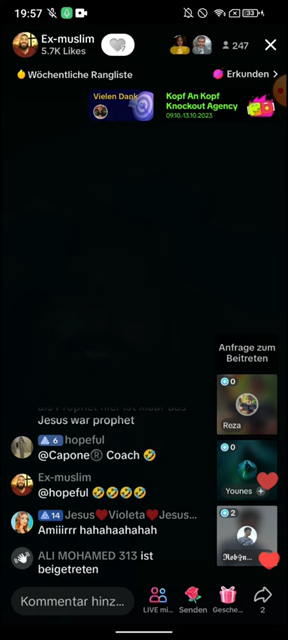 19:57
33
Ex-muslim
5.7K Likes
247
Wöchentliche Rangliste
Erkunden >
Vielen Dank
Kopf An Kopf
Knockout Agency
09.10-13.10.2023
Anfrage zum
Beitreten
0
Reza
0
Younes +
2
Jesus war prophet
6 hopeful
@Capone® Coach 🤣
Ex-muslim
@hopeful 🤣🤣🤣🤣
14 Jesus♥️Violeta♥️Jesus...
Amiiirrr hahahaahahah
ALI MOHAMED 313 ist
beigetreten
Kommentar hinz...
LIVE mi...
Senden
Gesche...
2